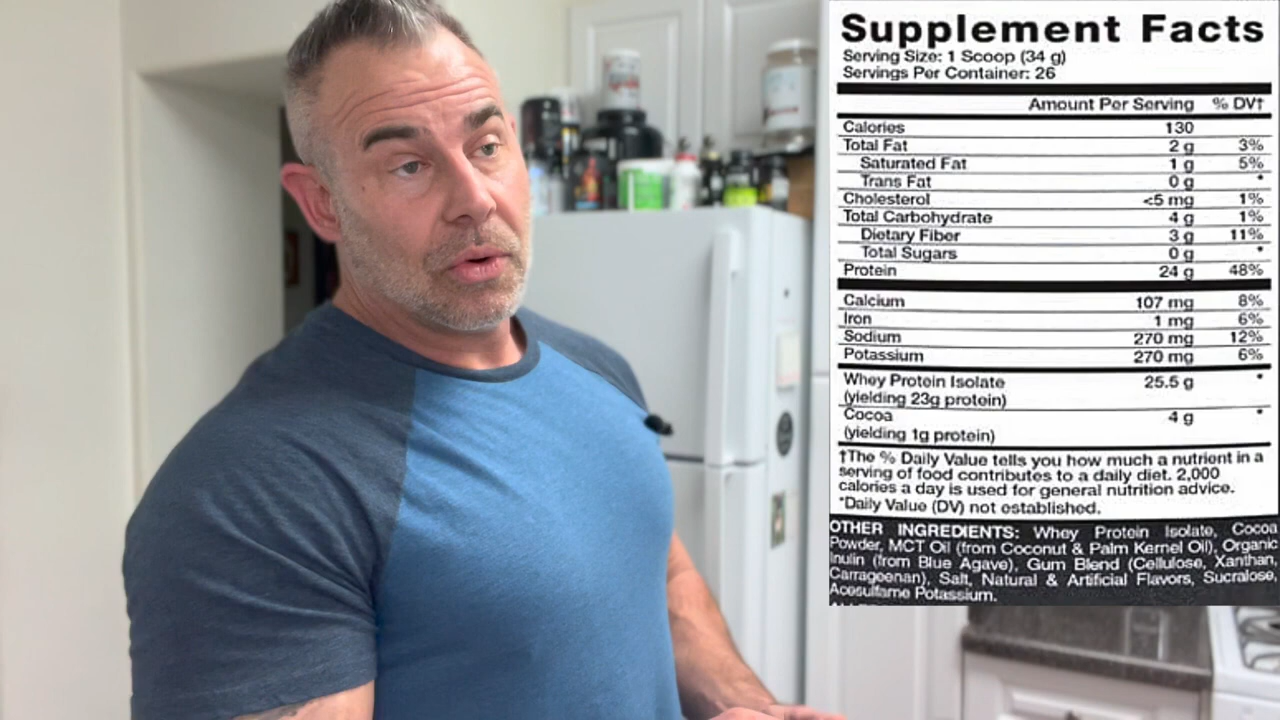 Supplement Facts
Serving Size: 1 Scoop (34 g)
Servings Per Container: 26
Amount Per Serving % DV†
Calories 130
Total Fat 2 g 3%
Saturated Fat 1 g 5%
Trans Fat 0 g *
Cholesterol <5 mg 1%
Total Carbohydrate 4 g 1%
Dietary Fiber 3 g 11%
Total Sugars 0 g *
Protein 24 g 48%
Calcium 107 mg 8%
Iron 1 mg 6%
Sodium 270 mg 12%
Potassium 270 mg 6%
Whey Protein Isolate 25.5 g *
(yielding 23g protein)
Cocoa 4 g *
(yielding 1g protein)
†The % Daily Value tells you how much a nutrient in a
serving of food contributes to a daily diet. 2,000
calories a day is used for general nutrition advice.
*Daily Value (DV) not established.
OTHER INGREDIENTS: Whey Protein Isolate, Cocoa
Powder, MCT Oil (from Coconut & Palm Kernel Oil), Organic
Inulin (from Blue Agave), Gum Blend (Cellulose, Xanthan,
Carrageenan), Salt, Natural & Artificial Flavors, Sucralose,
Acesulfame Potassium.